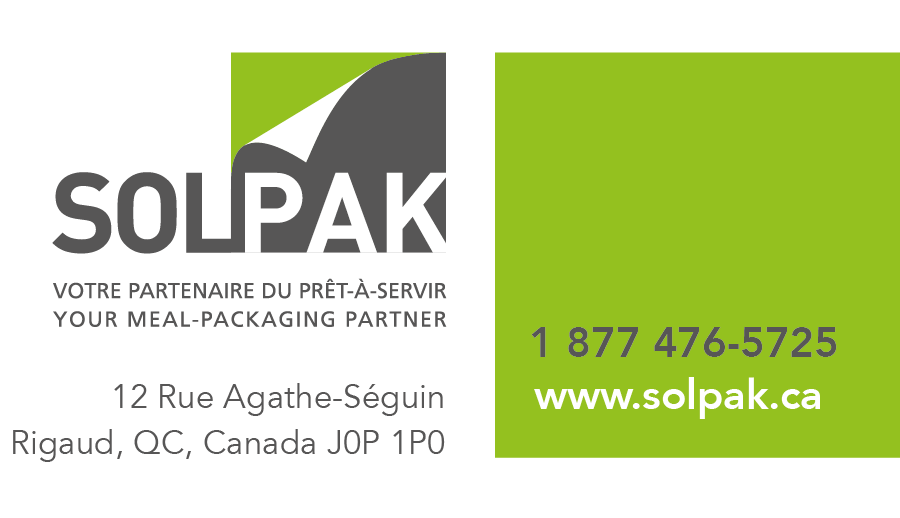 SOLPAK
VOTRE PARTENAIRE DU PRÊT-À-SERVIR
YOUR MEAL-PACKAGING PARTNER
12 Rue Agathe-Séguin
Rigaud, QC, Canada J0P 1P0
1 877 476-5725
www.solpak.ca